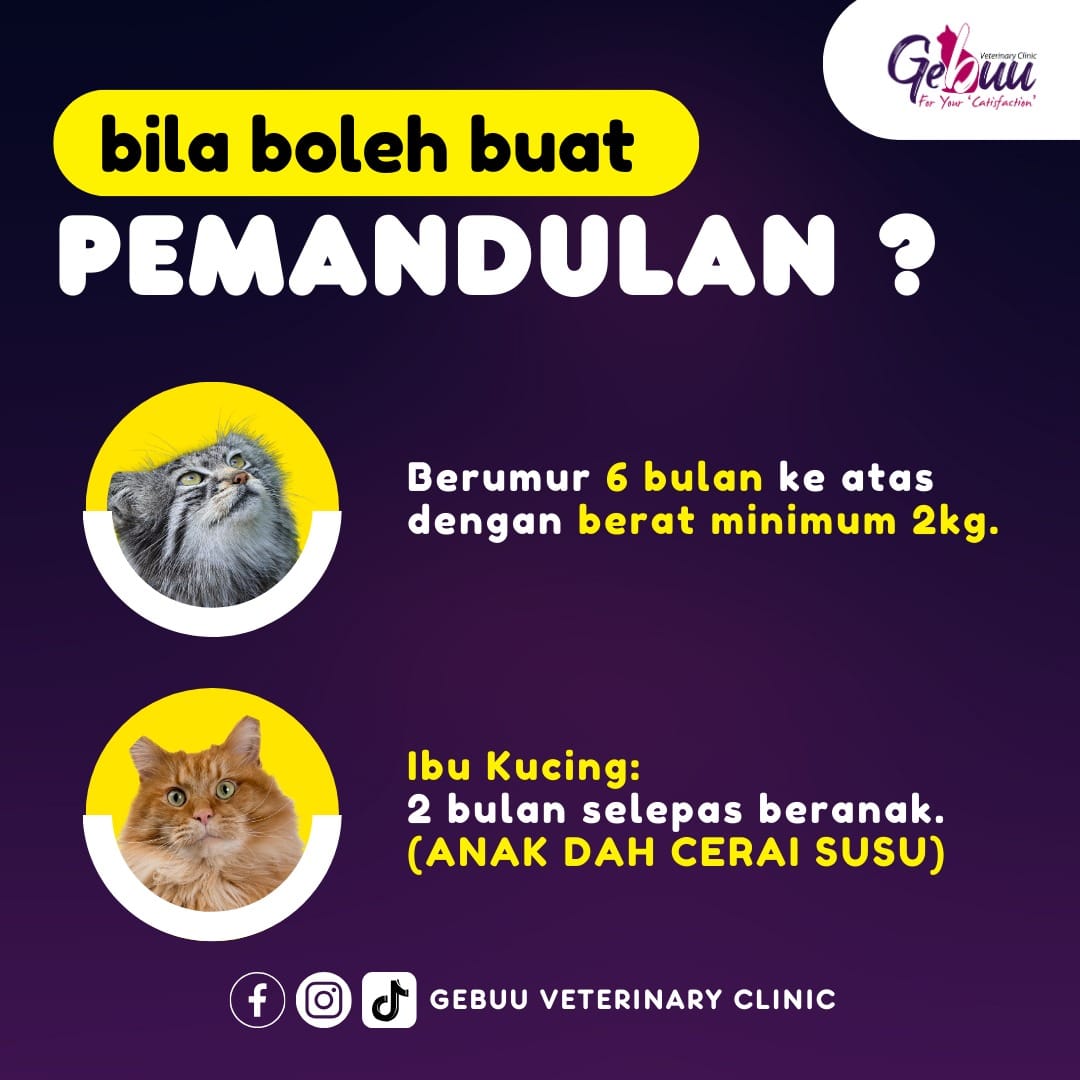 Gebuu
Veterinary Clinic
For Your 'Catisfaction'
bila boleh buat
PEMANDULAN ?
Berumur 6 bulan ke atas
dengan berat minimum 2kg.
Ibu Kucing:
2 bulan selepas beranak.
(ANAK DAH CERAI SUSU)
GEBUU VETERINARY CLINIC